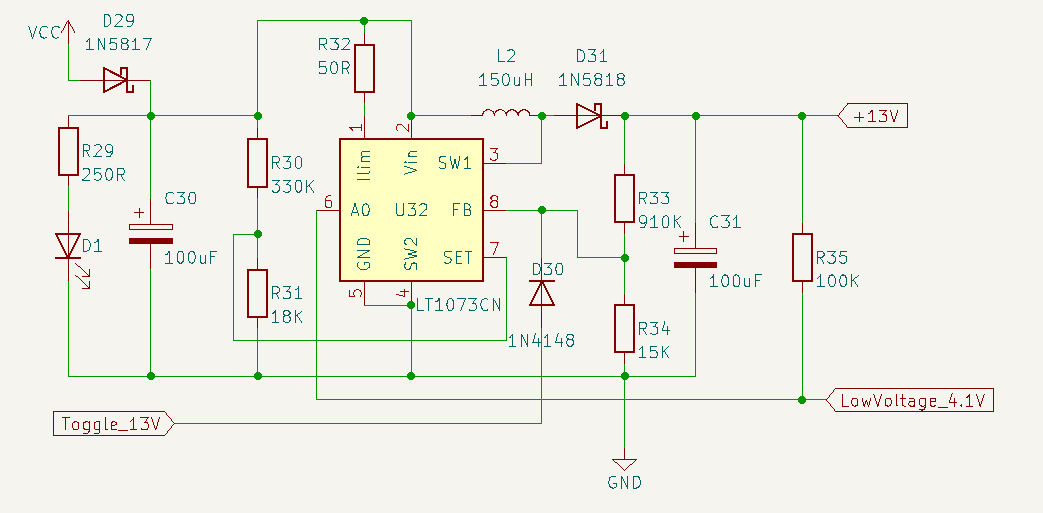 D29
1N5817
VCC
R32
50R
L2
150uH
D31
1N5818
+13V
1
2
Ilim
Vin
SW1
3
R29
250R
R30
330K
C30
+
100uF
6
A0
U32
FB
8
R33
910K
C31
+
100uF
D1
GND
SW2
SET
7
D30
R35
100K
R31
18K
5
4
LT1073CN
1N4148
R34
15K
LowVoltage_4.1V
Toggle_13V
GND